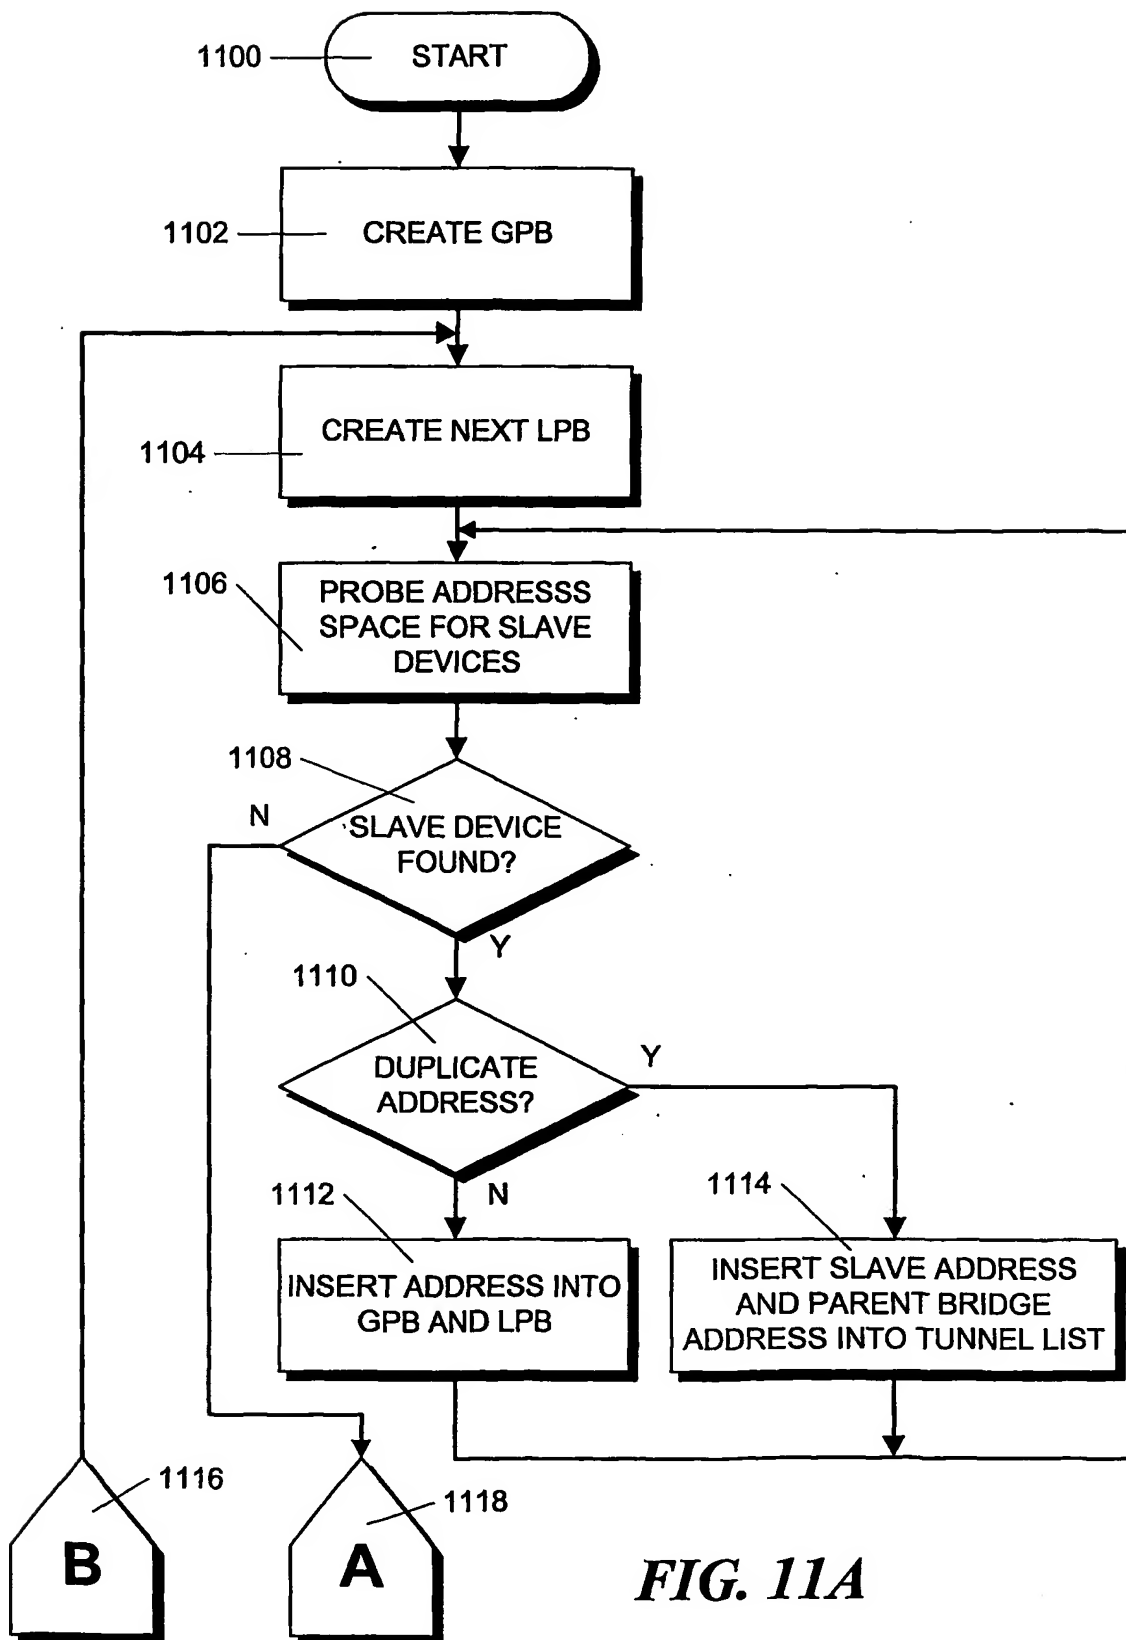 1100
START
1102
CREATE GPB
1104
CREATE NEXT LPB
1106
PROBE ADDRESSS
SPACE FOR SLAVE
DEVICES
1108
N
SLAVE DEVICE
FOUND?
Y
1110
DUPLICATE
ADDRESS?
Y
N
1112
INSERT ADDRESS INTO
GPB AND LPB
1114
INSERT SLAVE ADDRESS
AND PARENT BRIDGE
ADDRESS INTO TUNNEL LIST
1116
B
1118
A
FIG. 11A